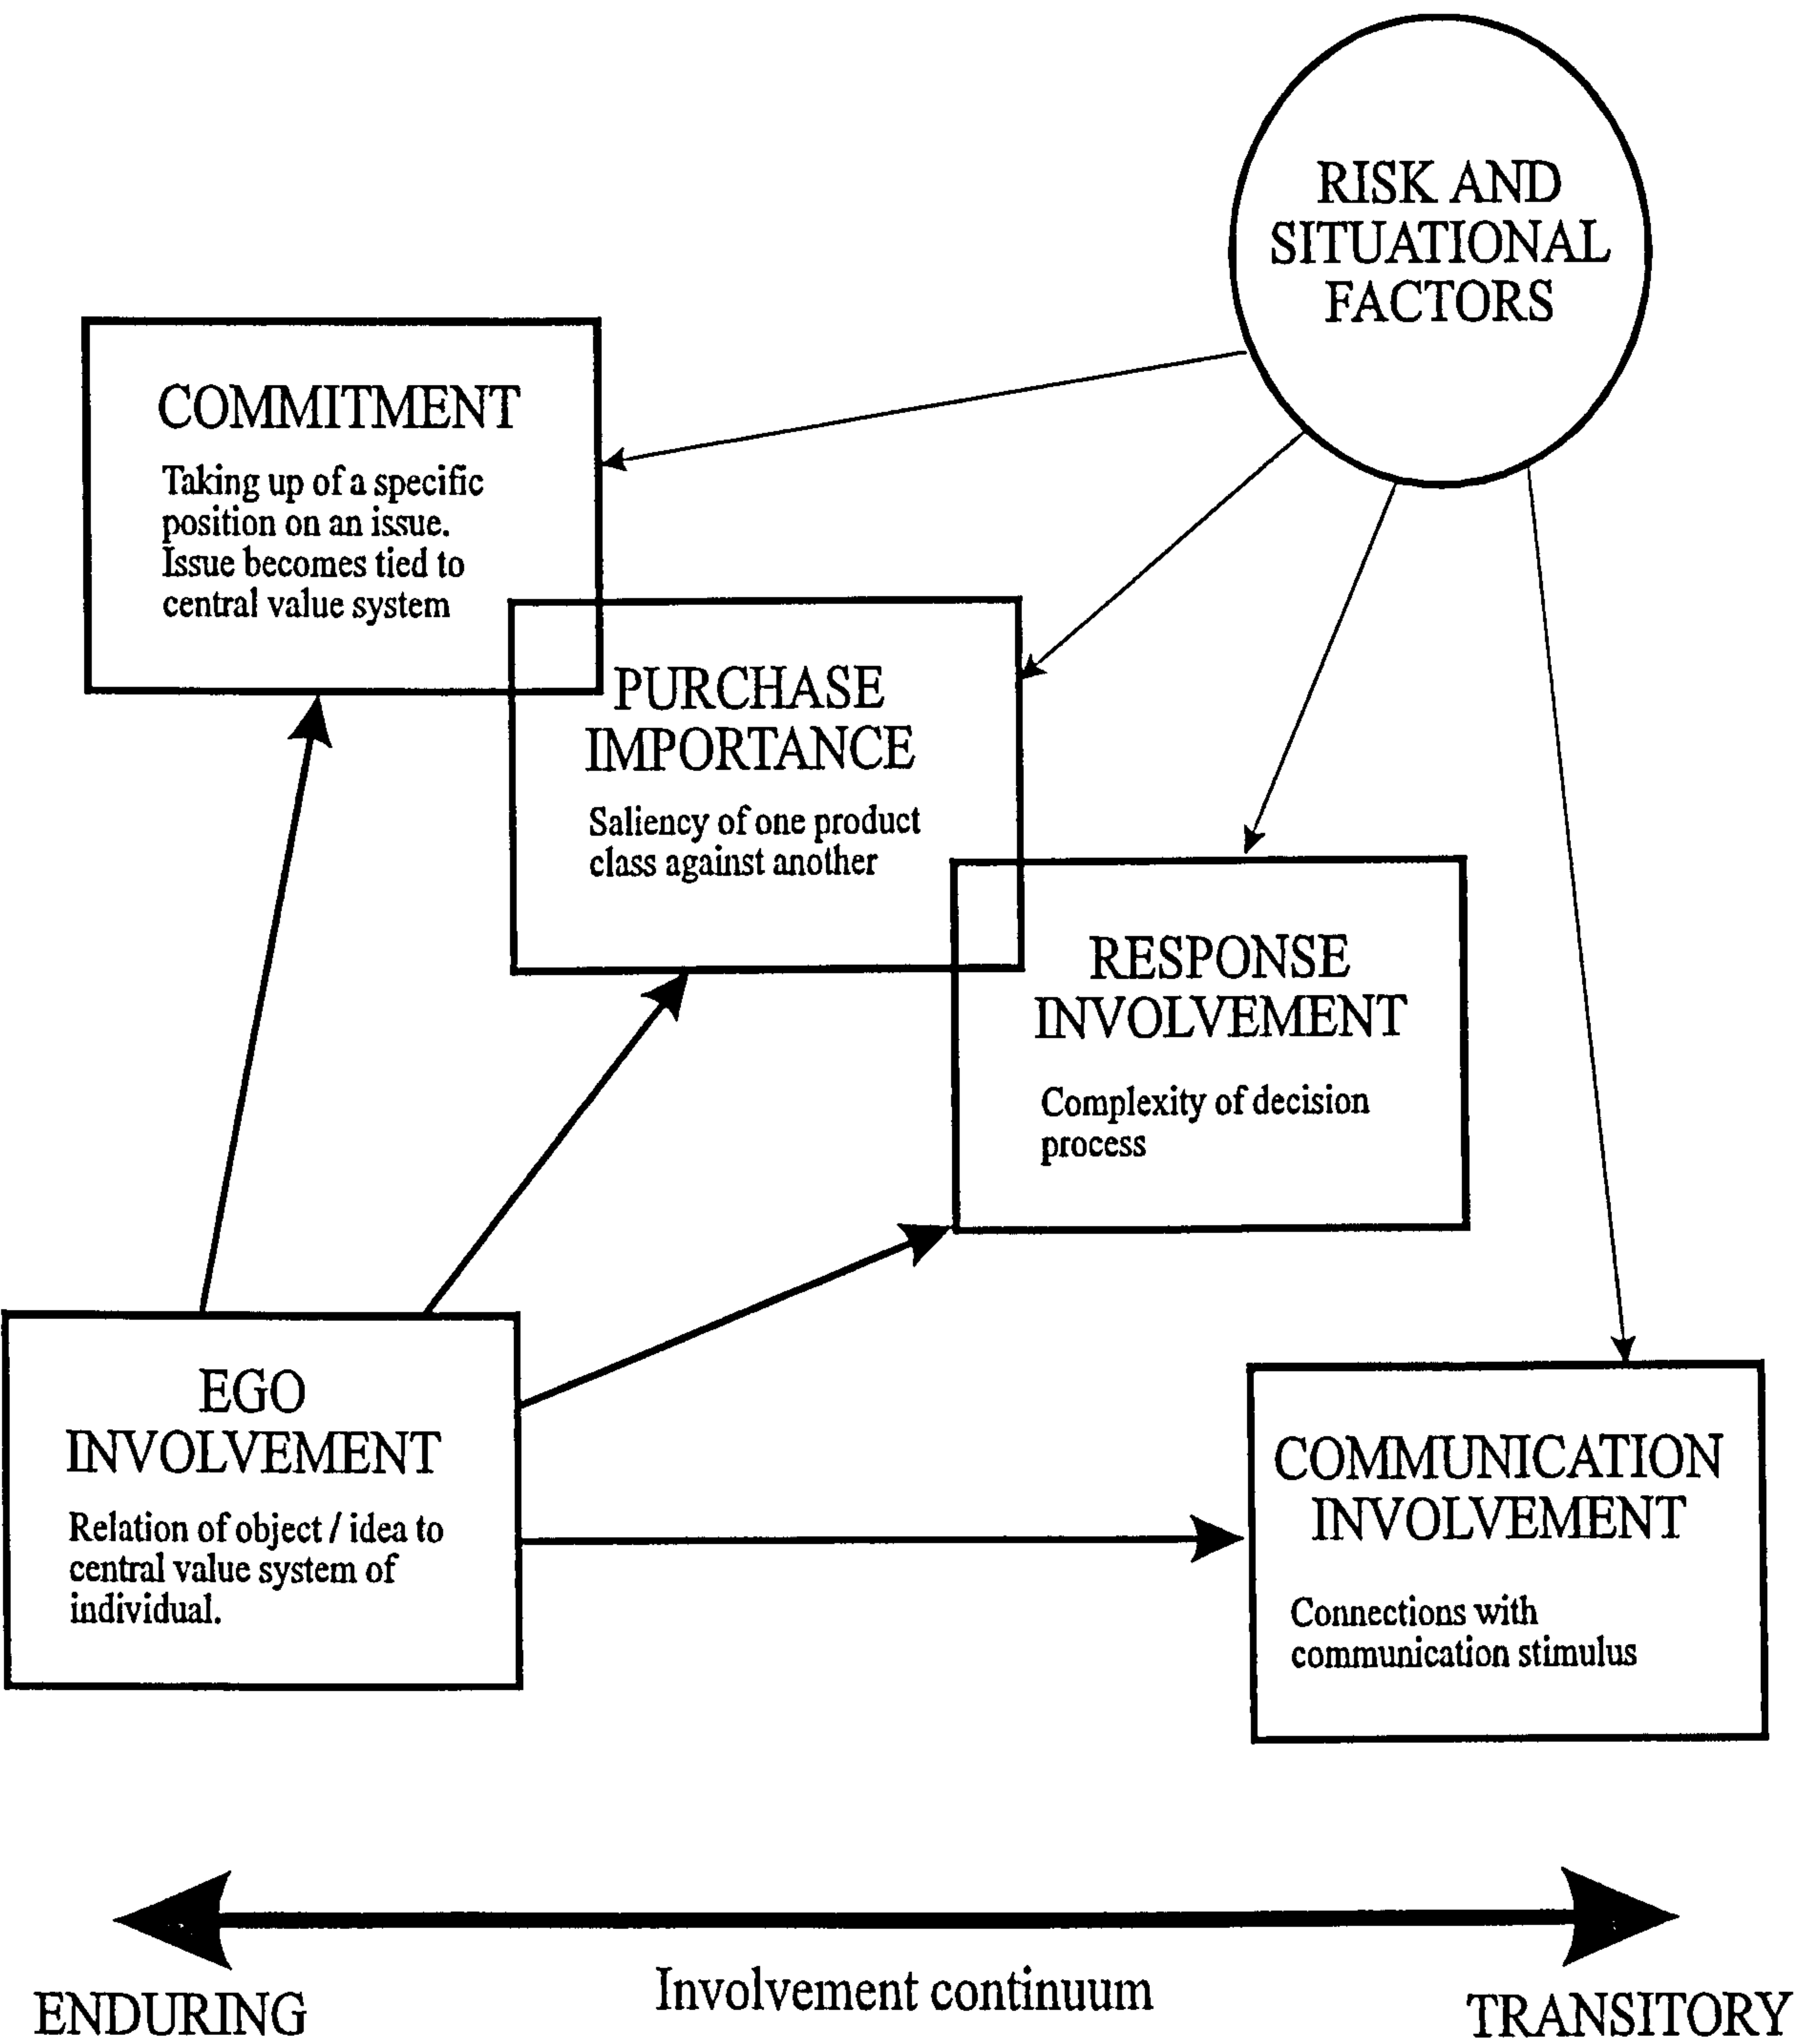 RISK AND
SITUATIONAL
FACTORS
COMMITMENT
Taking up of a specific
position on an issue.
Issue becomes tied to
central value system
PURCHASE
IMPORTANCE
Saliency of one product
class against another
RESPONSE
INVOLVEMENT
Complexity of decision
process
EGO
INVOLVEMENT
Relation of object / idea to
central value system of
individual.
COMMUNICATION
INVOLVEMENT
Connections with
communication stimulus
ENDURING
Involvement continuum
TRANSITORY